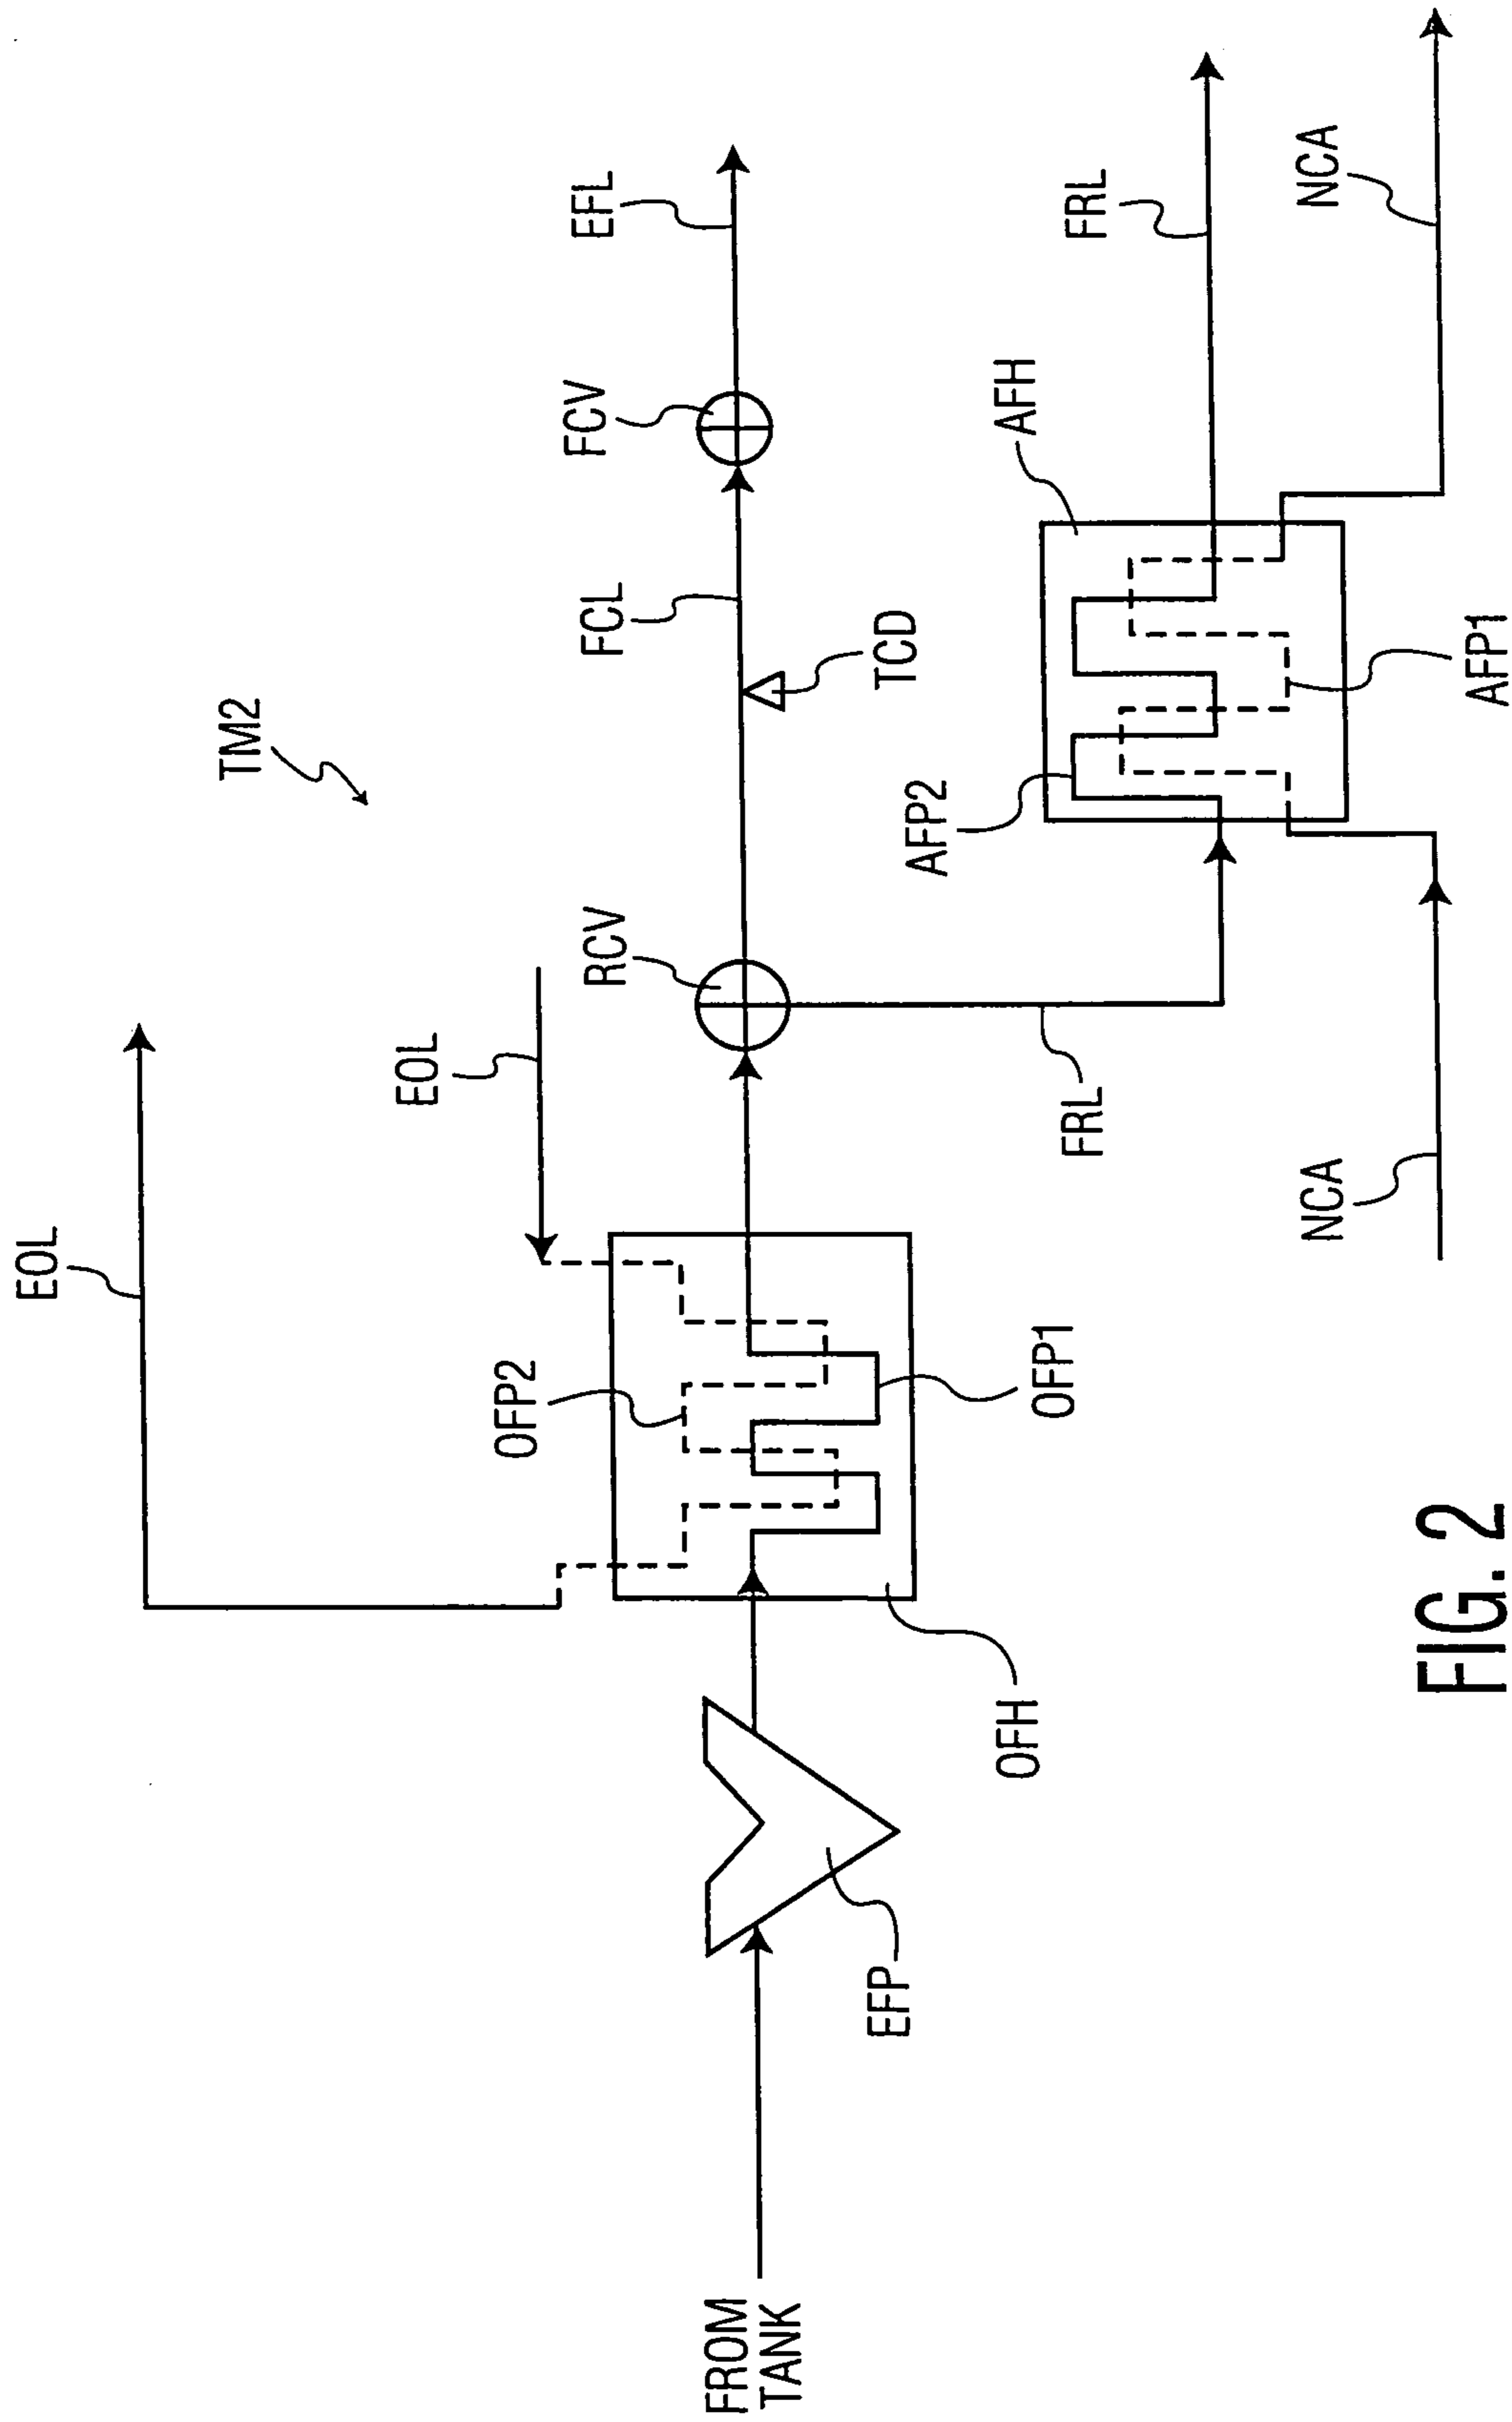 EOL
TM2
EOL
OFP2
RCV
FCL
FCV
EFL
TCD
FROM
TANK
EFP
OFH
OFP1
FRL
AFP2
AFH
FRL
NCA
AFP1
NCA
FIG. 2